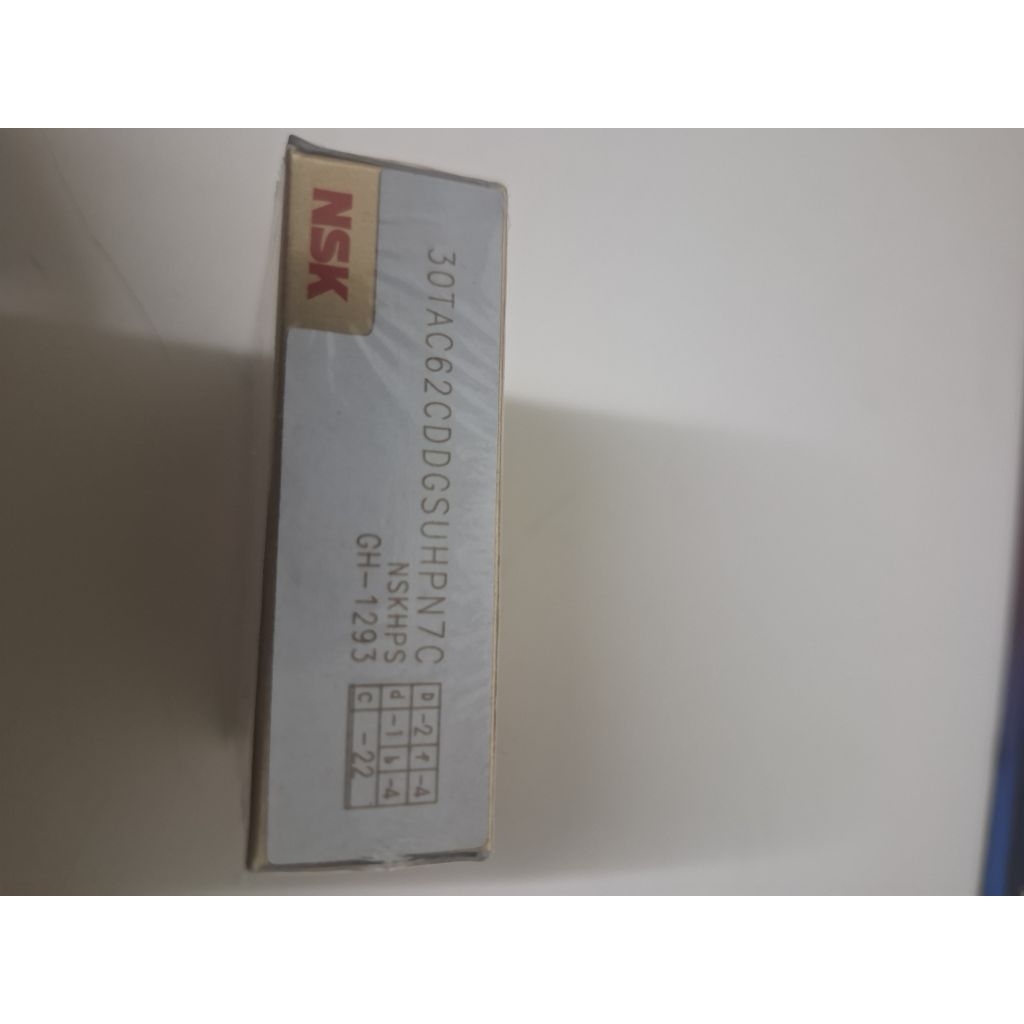 NSK
30TAC62CDDGSUHPN7C
NSKHPS
GH-1293
D -2 f -4
d -1 b -4
C -22